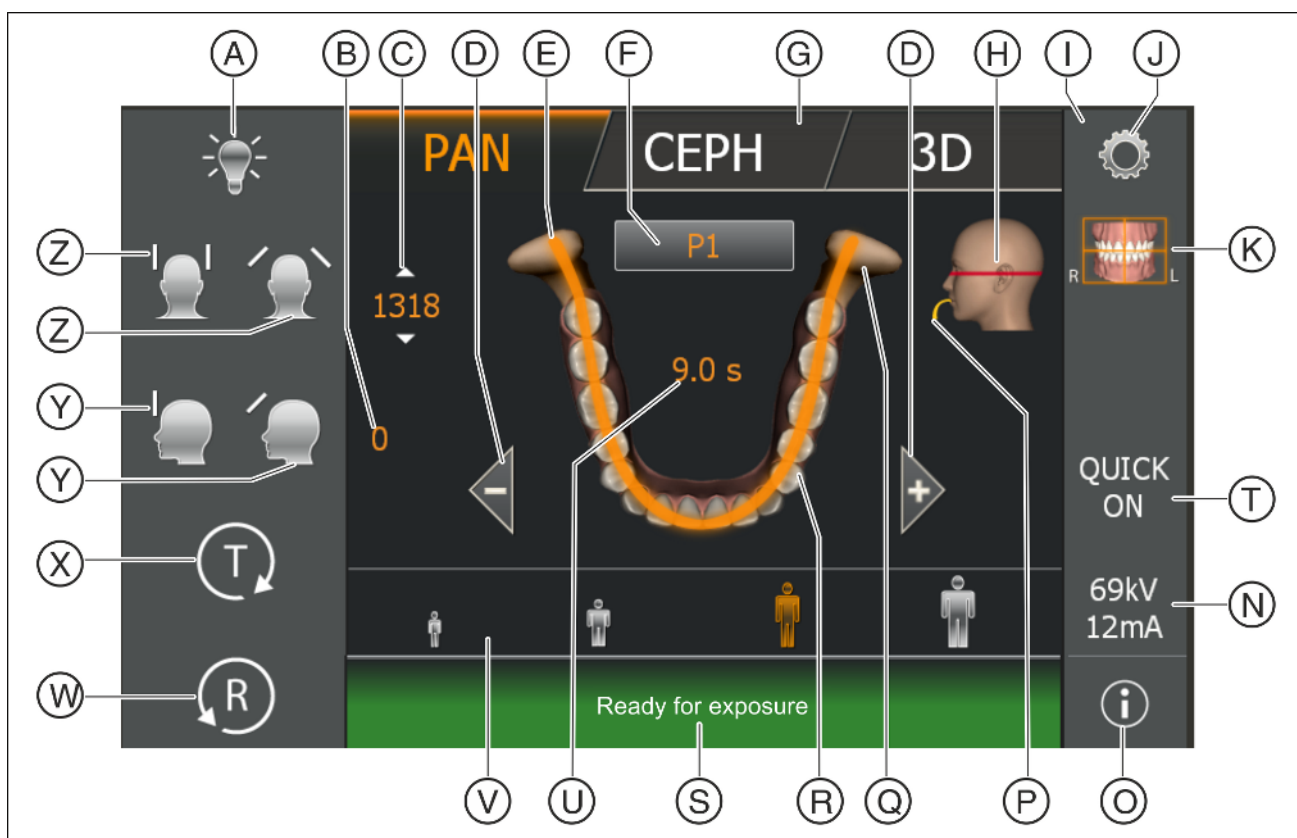 A B C D E F G D H I J
PAN CEPH 3D
P1
R L
K
Z
1318
Z
9.0 s
Y
0
Y
- +
QUICK
ON
T
X
T
69kV
12mA
N
W
R
Ready for exposure
i
V U S R Q P O